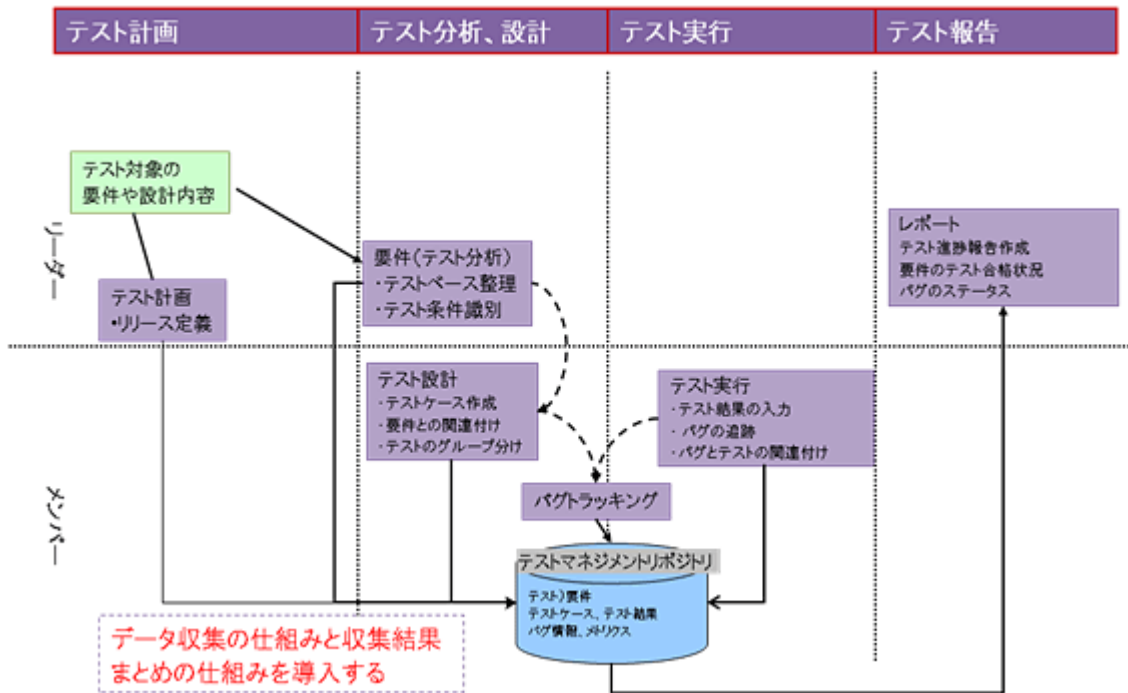 テスト計画
テスト分析、設計
テスト実行
テスト報告
リーダー
テスト対象の
要件や設計内容
テスト計画
・リリース定義
要件(テスト分析)
・テストベース整理
・テスト条件識別
レポート
テスト進捗報告作成
要件のテスト合格状況
バグのステータス
メンバー
テスト設計
・テストケース作成
・要件との関連付け
・テストのグループ分け
テスト実行
・テスト結果の入力
・バグの追跡
・バグとテストの関連付け
バグトラッキング
テストマネジメントリポジトリ
テスト)要件
テストケース、テスト結果
バグ情報、メトリクス
データ収集の仕組みと収集結果
まとめの仕組みを導入する